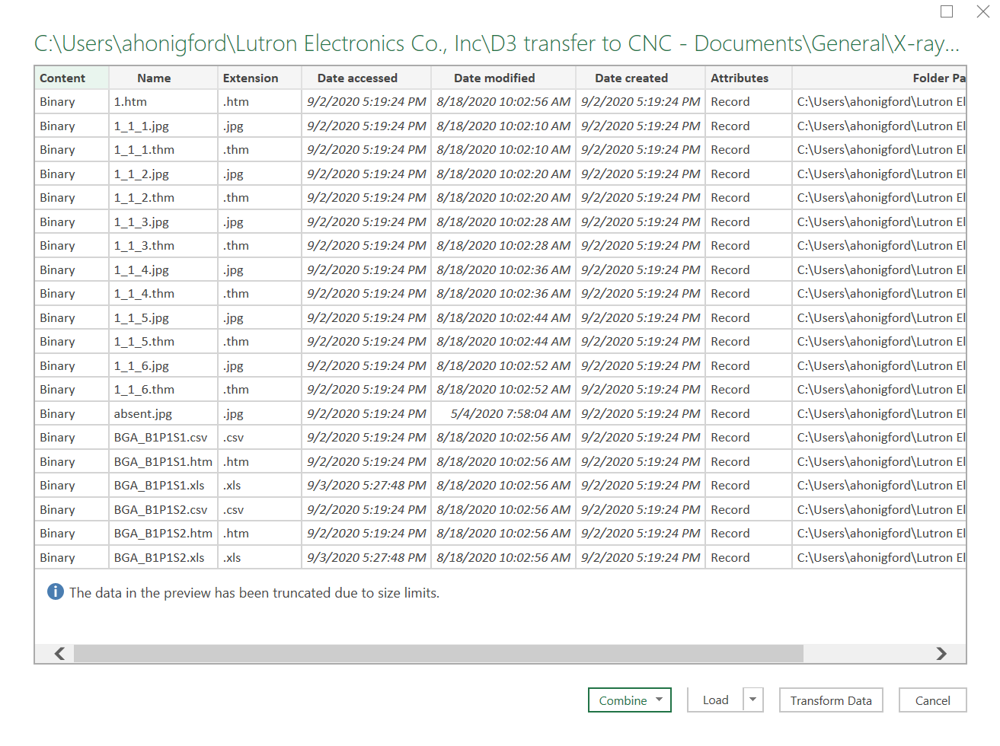 C:\Users\ahonigford\Lutron Electronics Co., Inc\D3 transfer to CNC - Documents\General\X-ray...
Content Name Extension Date accessed Date modified Date created Attributes Folder Pa
Binary 1.htm .htm 9/2/2020 5:19:24 PM 8/18/2020 10:02:56 AM 9/2/2020 5:19:24 PM Record C:\Users\ahonigford\Lutron El
Binary 1_1_1.jpg .jpg 9/2/2020 5:19:24 PM 8/18/2020 10:02:10 AM 9/2/2020 5:19:24 PM Record C:\Users\ahonigford\Lutron El
Binary 1_1_1.thm .thm 9/2/2020 5:19:24 PM 8/18/2020 10:02:10 AM 9/2/2020 5:19:24 PM Record C:\Users\ahonigford\Lutron El
Binary 1_1_2.jpg .jpg 9/2/2020 5:19:24 PM 8/18/2020 10:02:20 AM 9/2/2020 5:19:24 PM Record C:\Users\ahonigford\Lutron El
Binary 1_1_2.thm .thm 9/2/2020 5:19:24 PM 8/18/2020 10:02:20 AM 9/2/2020 5:19:24 PM Record C:\Users\ahonigford\Lutron El
Binary 1_1_3.jpg .jpg 9/2/2020 5:19:24 PM 8/18/2020 10:02:28 AM 9/2/2020 5:19:24 PM Record C:\Users\ahonigford\Lutron El
Binary 1_1_3.thm .thm 9/2/2020 5:19:24 PM 8/18/2020 10:02:28 AM 9/2/2020 5:19:24 PM Record C:\Users\ahonigford\Lutron El
Binary 1_1_4.jpg .jpg 9/2/2020 5:19:24 PM 8/18/2020 10:02:36 AM 9/2/2020 5:19:24 PM Record C:\Users\ahonigford\Lutron El
Binary 1_1_4.thm .thm 9/2/2020 5:19:24 PM 8/18/2020 10:02:36 AM 9/2/2020 5:19:24 PM Record C:\Users\ahonigford\Lutron El
Binary 1_1_5.jpg .jpg 9/2/2020 5:19:24 PM 8/18/2020 10:02:44 AM 9/2/2020 5:19:24 PM Record C:\Users\ahonigford\Lutron El
Binary 1_1_5.thm .thm 9/2/2020 5:19:24 PM 8/18/2020 10:02:44 AM 9/2/2020 5:19:24 PM Record C:\Users\ahonigford\Lutron El
Binary 1_1_6.jpg .jpg 9/2/2020 5:19:24 PM 8/18/2020 10:02:52 AM 9/2/2020 5:19:24 PM Record C:\Users\ahonigford\Lutron El
Binary 1_1_6.thm .thm 9/2/2020 5:19:24 PM 8/18/2020 10:02:52 AM 9/2/2020 5:19:24 PM Record C:\Users\ahonigford\Lutron El
Binary absent.jpg .jpg 9/2/2020 5:19:24 PM 5/4/2020 7:58:04 AM 9/2/2020 5:19:24 PM Record C:\Users\ahonigford\Lutron El
Binary BGA_B1P1S1.csv .csv 9/2/2020 5:19:24 PM 8/18/2020 10:02:56 AM 9/2/2020 5:19:24 PM Record C:\Users\ahonigford\Lutron El
Binary BGA_B1P1S1.htm .htm 9/2/2020 5:19:24 PM 8/18/2020 10:02:56 AM 9/2/2020 5:19:24 PM Record C:\Users\ahonigford\Lutron El
Binary BGA_B1P1S1.xls .xls 9/3/2020 5:27:48 PM 8/18/2020 10:02:56 AM 9/2/2020 5:19:24 PM Record C:\Users\ahonigford\Lutron El
Binary BGA_B1P1S2.csv .csv 9/2/2020 5:19:24 PM 8/18/2020 10:02:56 AM 9/2/2020 5:19:24 PM Record C:\Users\ahonigford\Lutron El
Binary BGA_B1P1S2.htm .htm 9/2/2020 5:19:24 PM 8/18/2020 10:02:56 AM 9/2/2020 5:19:24 PM Record C:\Users\ahonigford\Lutron El
Binary BGA_B1P1S2.xls .xls 9/3/2020 5:27:48 PM 8/18/2020 10:02:56 AM 9/2/2020 5:19:24 PM Record C:\Users\ahonigford\Lutron El
The data in the preview has been truncated due to size limits.
Combine Load Transform Data Cancel